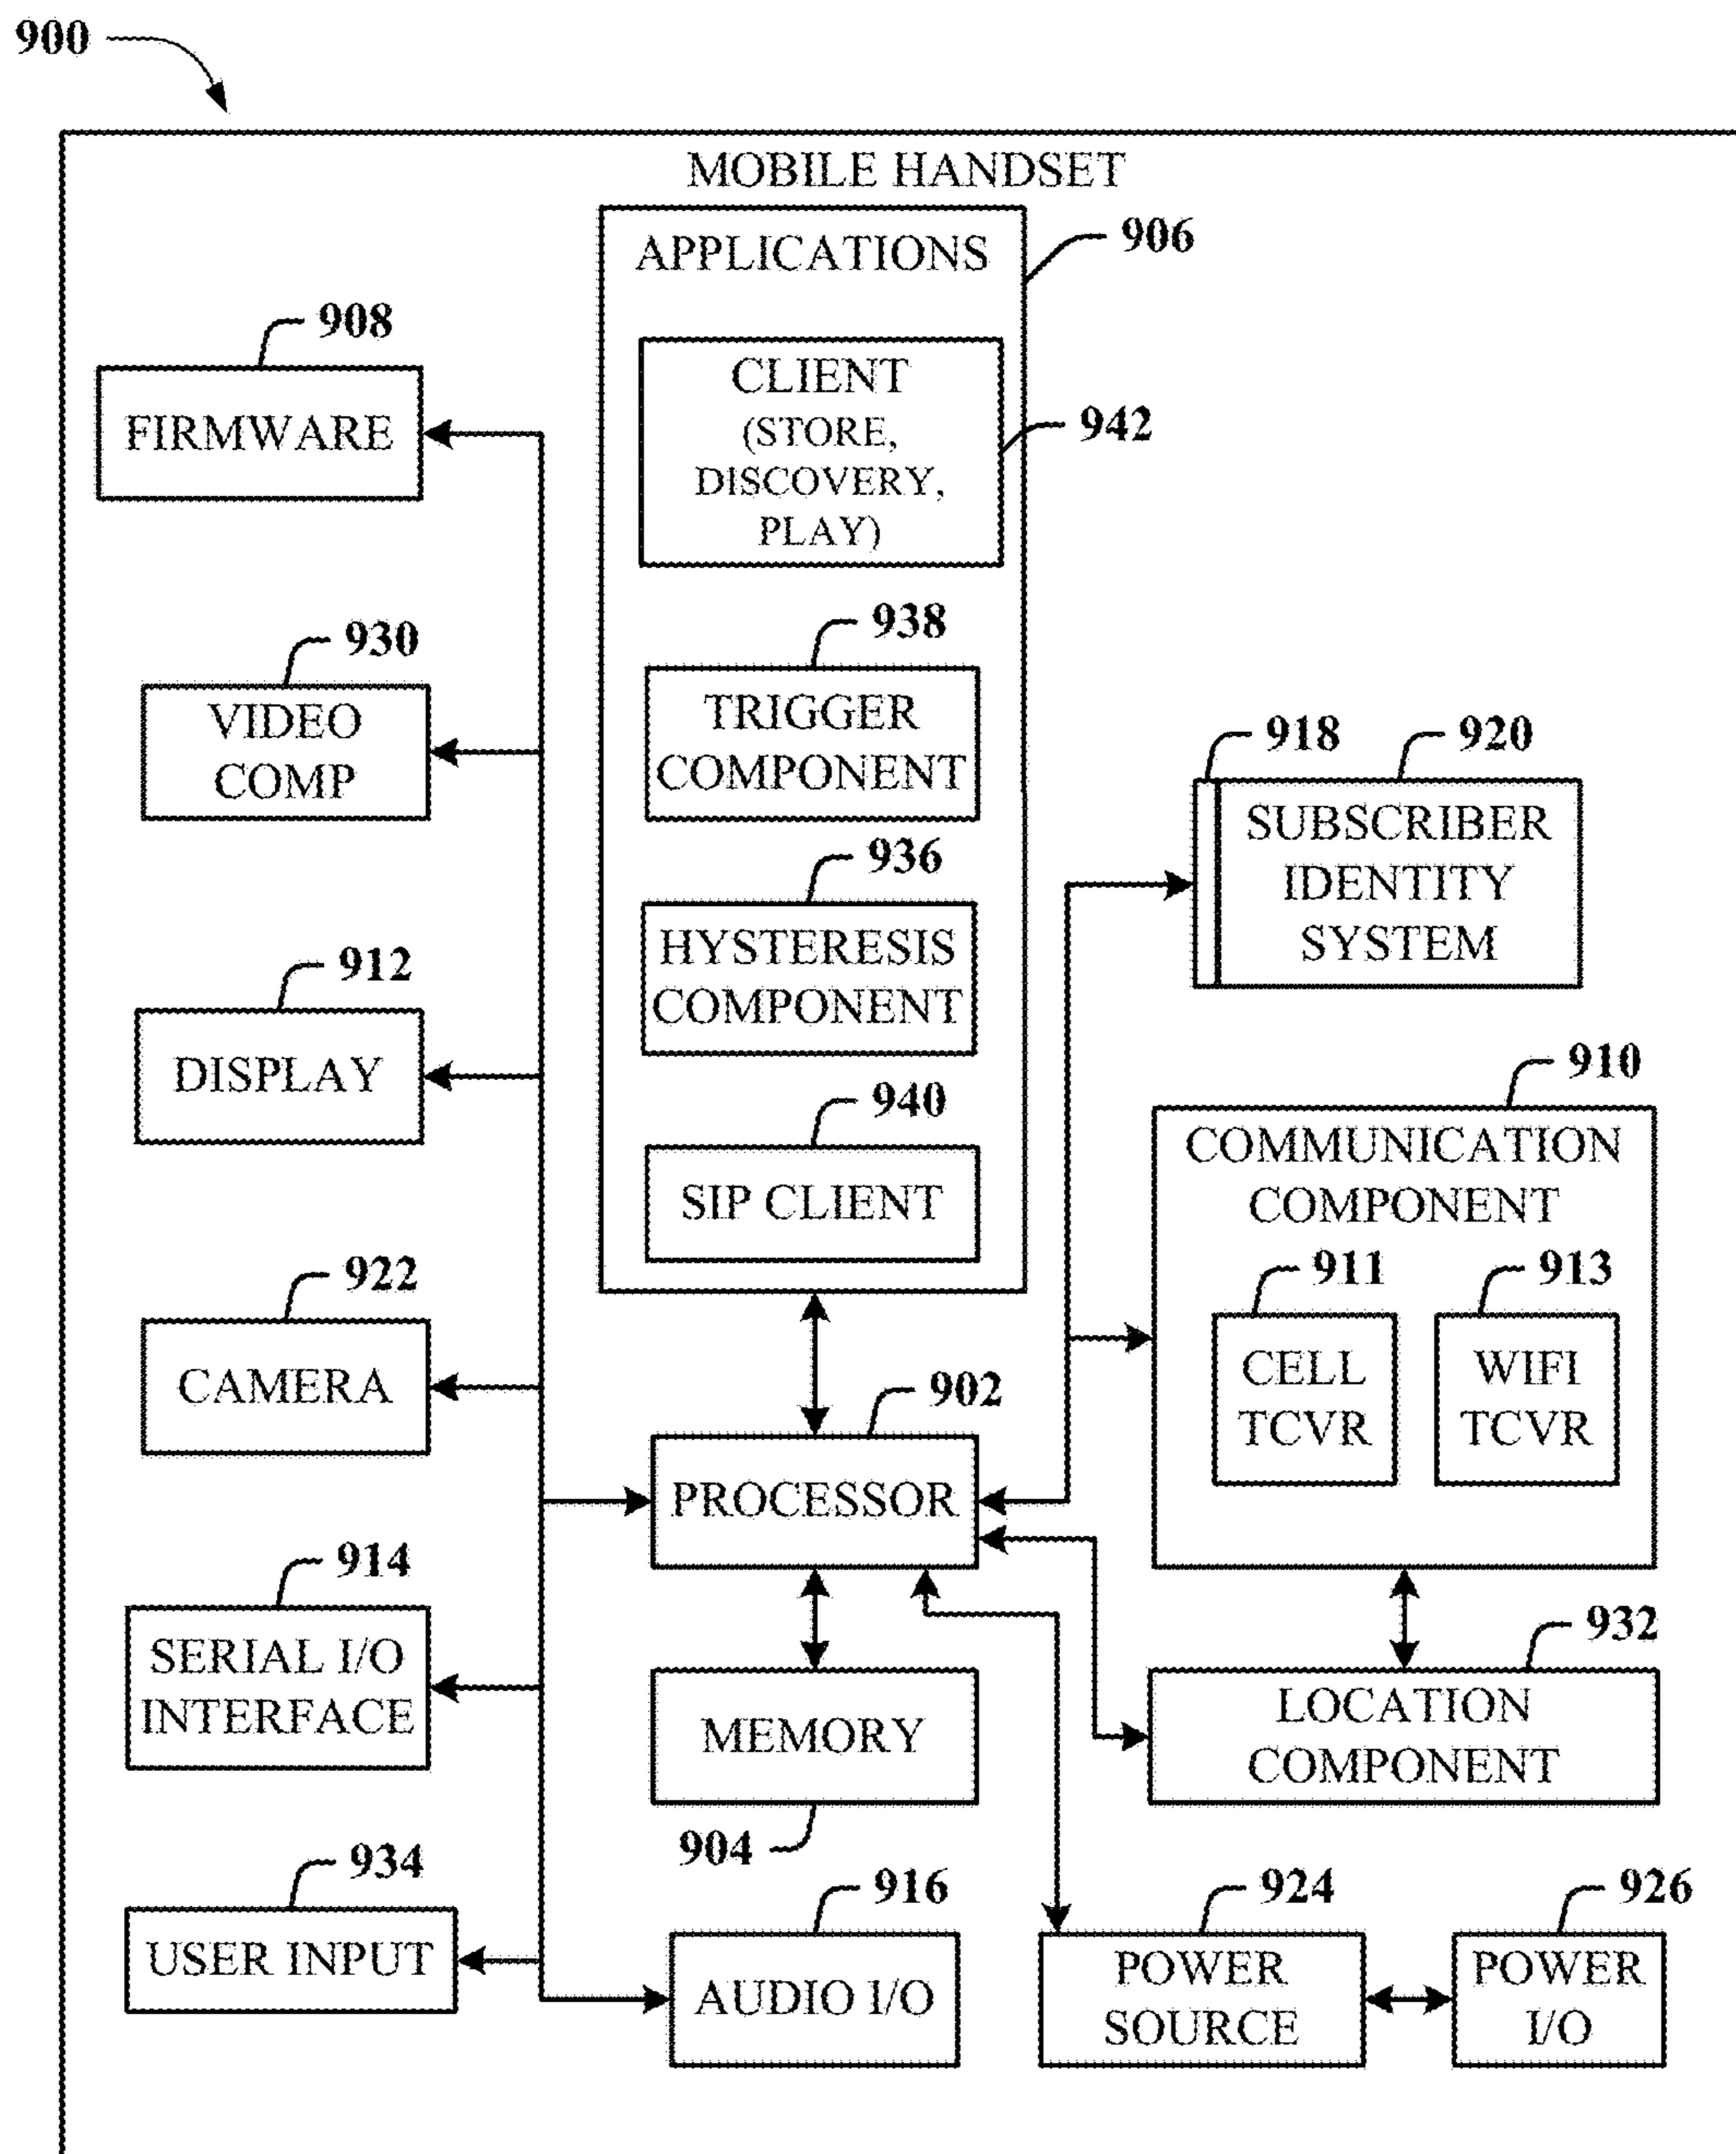 900
MOBILE HANDSET
APPLICATIONS
906
CLIENT
(STORE,
DISCOVERY,
PLAY)
942
938
TRIGGER
COMPONENT
936
HYSTERESIS
COMPONENT
940
SIP CLIENT
908
FIRMWARE
930
VIDEO
COMP
912
DISPLAY
922
CAMERA
914
SERIAL I/O
INTERFACE
934
USER INPUT
902
PROCESSOR
MEMORY
904
916
AUDIO I/O
918
920
SUBSCRIBER
IDENTITY
SYSTEM
910
COMMUNICATION
COMPONENT
911
CELL
TCVR
913
WIFI
TCVR
932
LOCATION
COMPONENT
924
POWER
SOURCE
926
POWER
I/O